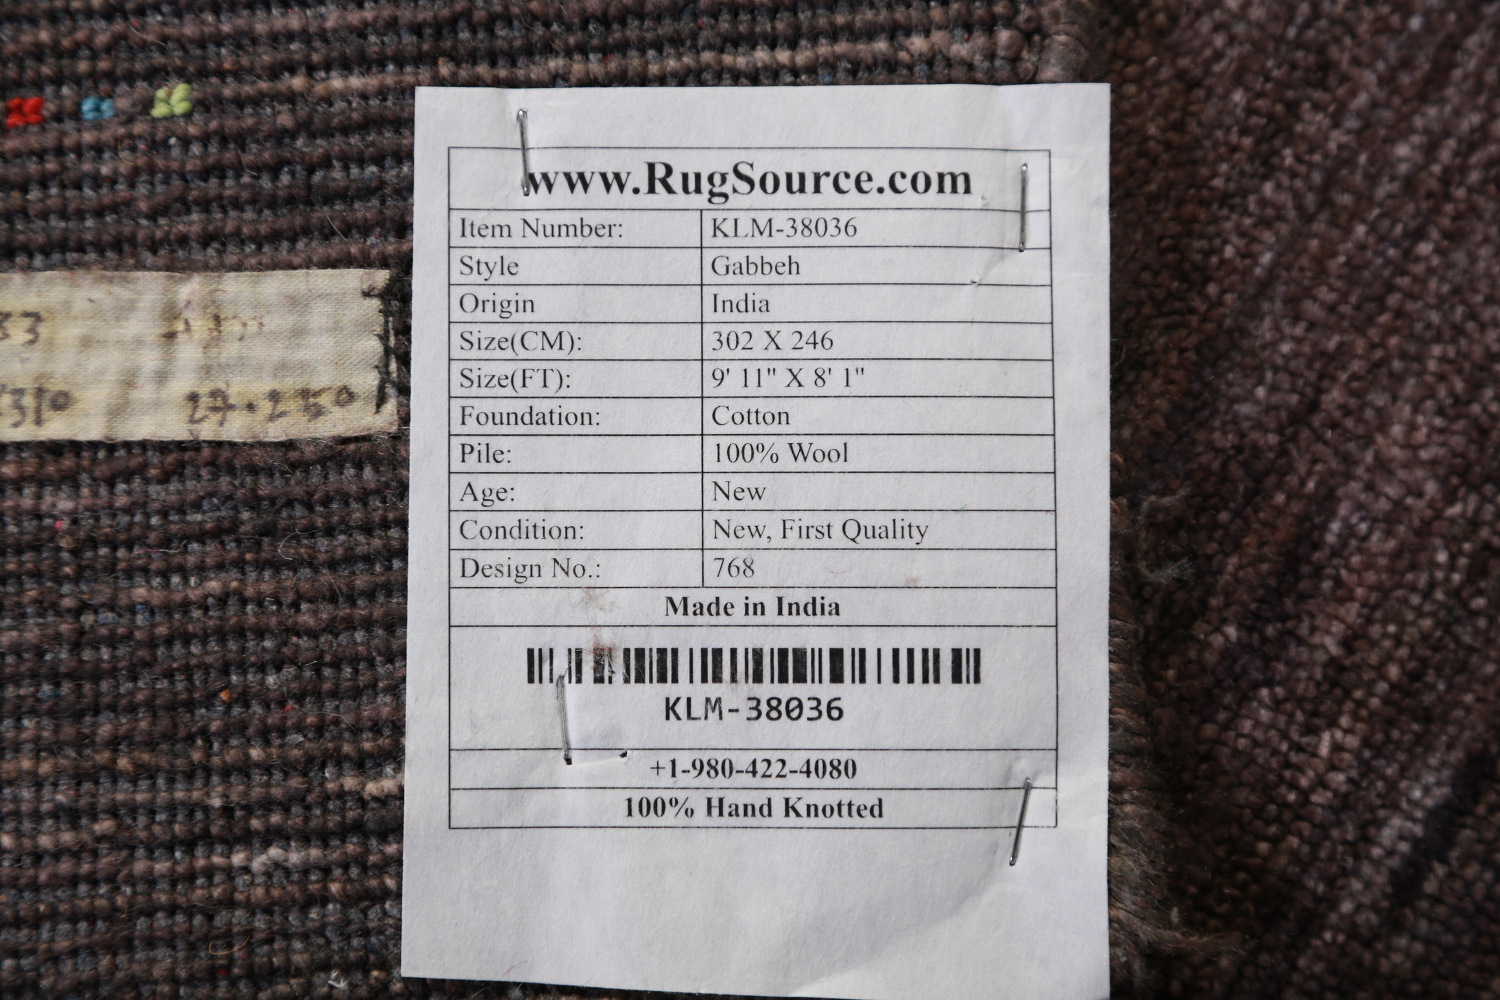 www.RugSource.com
Item Number: KLM-38036
Style Gabbeh
Origin India
Size(CM): 302 X 246
Size(FT): 9' 11" X 8' 1"
Foundation: Cotton
Pile: 100% Wool
Age: New
Condition: New, First Quality
Design No.: 768
Made in India
KLM-38036
+1-980-422-4080
100% Hand Knotted